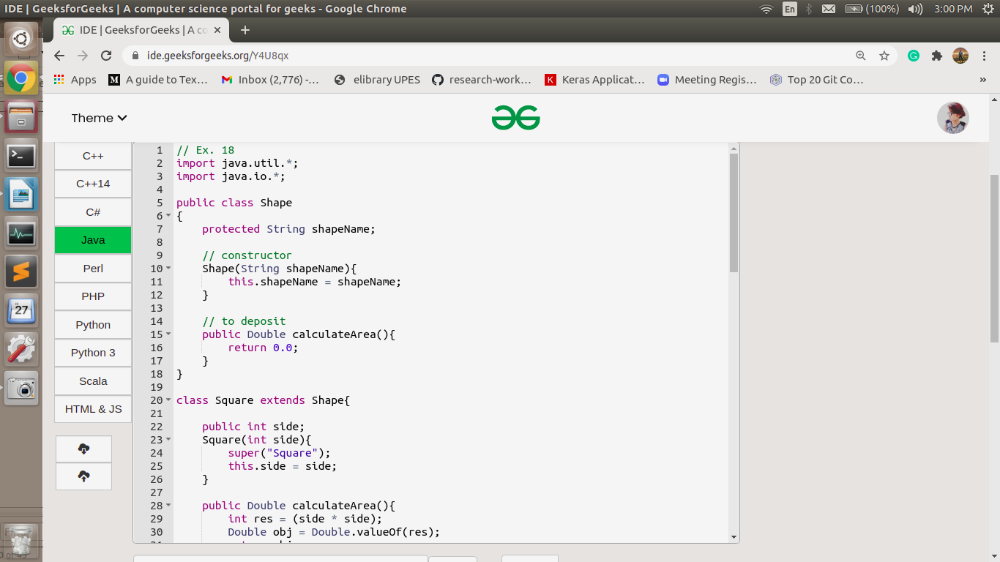 IDE | GeeksforGeeks | A computer science portal for geeks - Google Chrome
En
(100%)
3:00 PM
IDE | GeeksforGeeks | A co
ide.geeksforgeeks.org/Y4U8qx
Apps
A guide to Tex…
Inbox (2,776) -…
elibrary UPES
research-work…
Keras Applicat…
Meeting Regis…
Top 20 Git Co…
»
Theme
C++
C++14
C#
Java
Perl
PHP
Python
Python 3
Scala
HTML & JS
27
1 // Ex. 18
2 import java.util.*;
3 import java.io.*;
4
5 public class Shape
6 {
7 protected String shapeName;
8
9 // constructor
10 Shape(String shapeName){
11 this.shapeName = shapeName;
12 }
13
14 // to deposit
15 public Double calculateArea(){
16 return 0.0;
17 }
18 }
19
20 class Square extends Shape{
21
22 public int side;
23 Square(int side){
24 super("Square");
25 this.side = side;
26 }
27
28 public Double calculateArea(){
29 int res = (side * side);
30 Double obj = Double.valueOf(res);